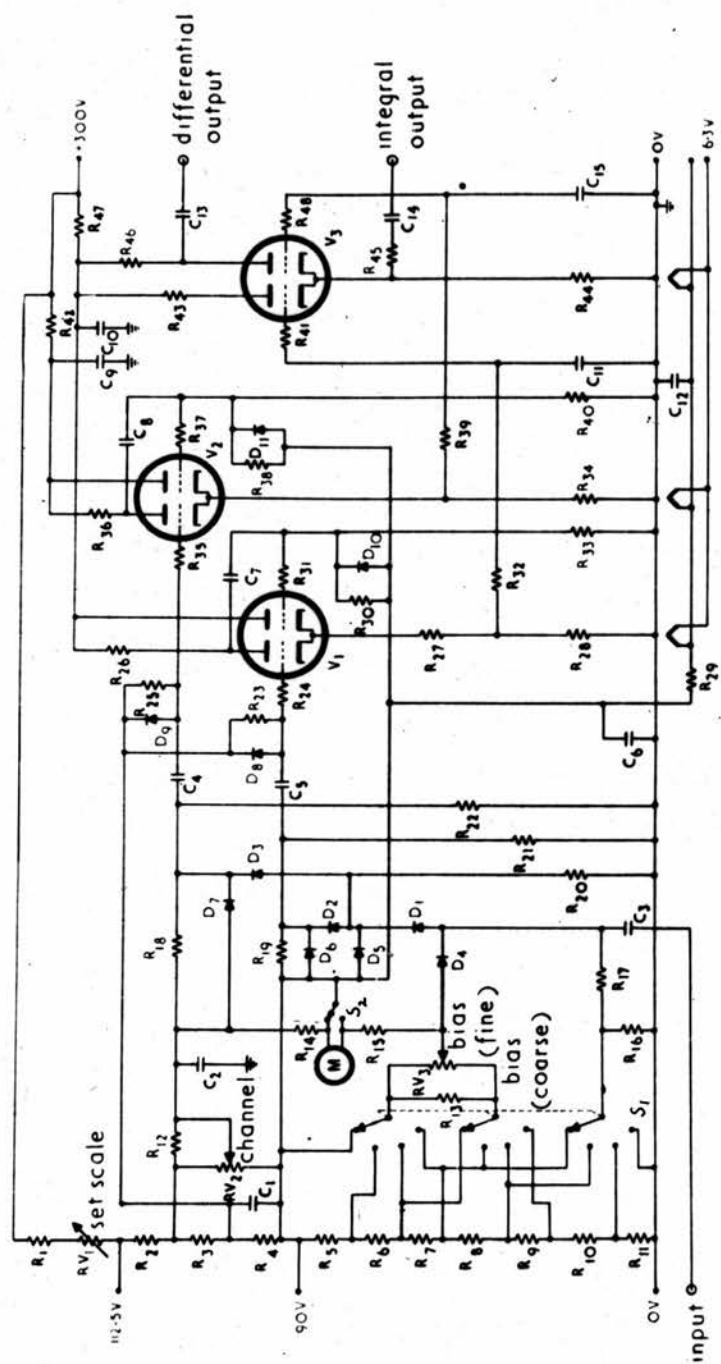 +300V
R47
differential
output
R46
C13
R42
R43
C10
C9
V3
R48
R41
integral
output
C14
R45
C15
C8
R36
R37
V2
R35
D11
R38
R39
C11
R44
0V
6·3V
C12
R40
R34
R26
R25
D9
C7
R31
V1
R24
R23
D8
D10
R30
R33
R32
R27
R28
R29
C6
C4
C5
R22
R21
R20
D3
D7
R18
D2
D6
D5
R19
D1
D4
C3
S2
R14
M
R15
R17
R16
bias
(fine)
RV3
R13
bias
(coarse)
S1
C2
R12
channel
RV2
C1
set scale
RV1
R1
R2
R3
R4
R5
R6
R7
R8
R9
R10
R11
112·5V
90V
0V
input